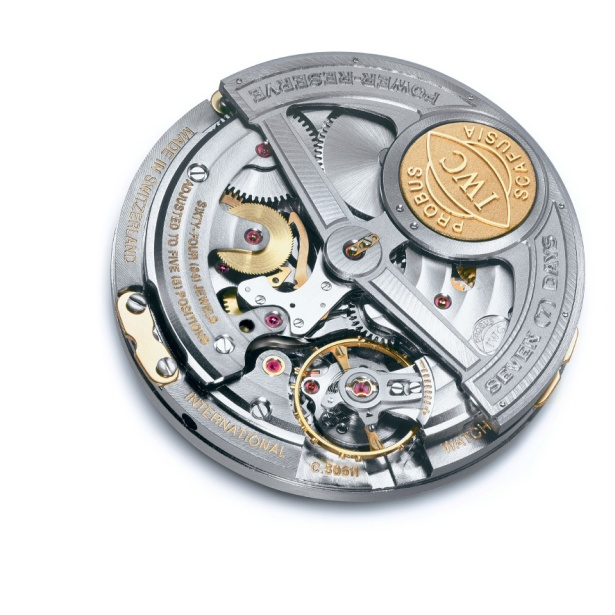 POWER-RESERVE
PROBUS
IWC
SCAFUSIA
SEVEN (7) DAYS
MADE IN SWITZERLAND
SIXTY-FOUR (64) JEWELS
ADJUSTED TO FIVE (5) POSITIONS
INTERNATIONAL
WATCH